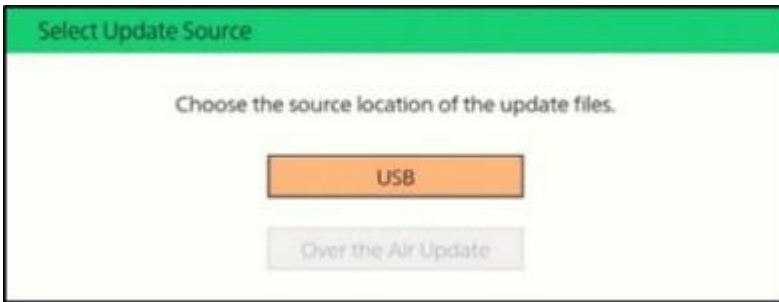 Select Update Source
Choose the source location of the update files.
USB
Over the Air Update